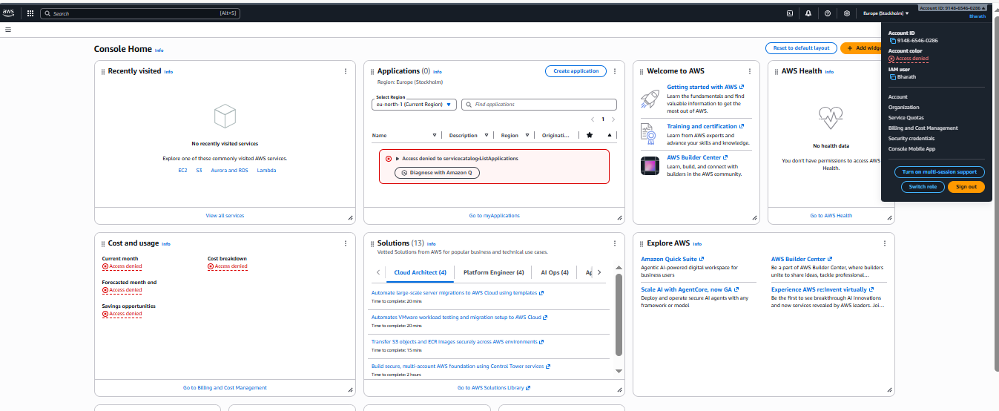 aws
Search
[Alt+S]
Europe (Stockholm) ▼
Account ID: 9148-6546-0286
Bharath
Console Home Info
Reset to default layout
+ Add widge
Recently visited Info
No recently visited services
Explore one of these commonly visited AWS services.
EC2 S3 Aurora and RDS Lambda
View all services
Applications (0) Info
Create application
Region: Europe (Stockholm)
Select Region
eu-north-1 (Current Region) ▼
Find applications
1
Name Description Region Originati...
Access denied to servicecatalog:ListApplications
Diagnose with Amazon Q
Go to myApplications
Welcome to AWS
Getting started with AWS
Learn the fundamentals and find
valuable information to get the
most out of AWS.
Training and certification
Learn from AWS experts and
advance your skills and knowledge.
AWS Builder Center
Learn, build, and connect with
builders in the AWS community.
AWS Health Info
No health data
You don't have permissions to access AWS
Health.
Go to AWS Health
Account ID
9148-6546-0286
Account color
Access denied
IAM user
Bharath
Account
Organization
Service Quotas
Billing and Cost Management
Security credentials
Console Mobile App
Turn on multi-session support
Switch role
Sign out
Cost and usage Info
Current month
Access denied
Cost breakdown
Access denied
Forecasted month end
Access denied
Savings opportunities
Access denied
Go to Billing and Cost Management
Solutions (13) Info
Vetted Solutions from AWS for popular business and technical use cases.
Cloud Architect (4) Platform Engineer (4) AI Ops (4) Ap
Automate large-scale server migrations to AWS Cloud using templates
Time to complete: 20 mins
Automates VMware workload testing and migration setup to AWS Cloud
Time to complete: 20 mins
Transfer S3 objects and ECR images securely across AWS environments
Time to complete: 15 mins
Build secure, multi-account AWS foundation using Control Tower services
Time to complete: 2 hours
Go to AWS Solutions Library
Explore AWS Info
Amazon Quick Suite
Agentic AI-powered digital workspace for
business users
Scale AI with AgentCore, now GA
Deploy and operate secure AI agents with any
framework or model
AWS Builder Center
Be a part of AWS Builder Center, where builders
unite to share ideas, tackle professional...
Experience AWS re:Invent virtually
Be the first to see breakthrough AI innovations
and new services revealed by AWS leaders. Joi...